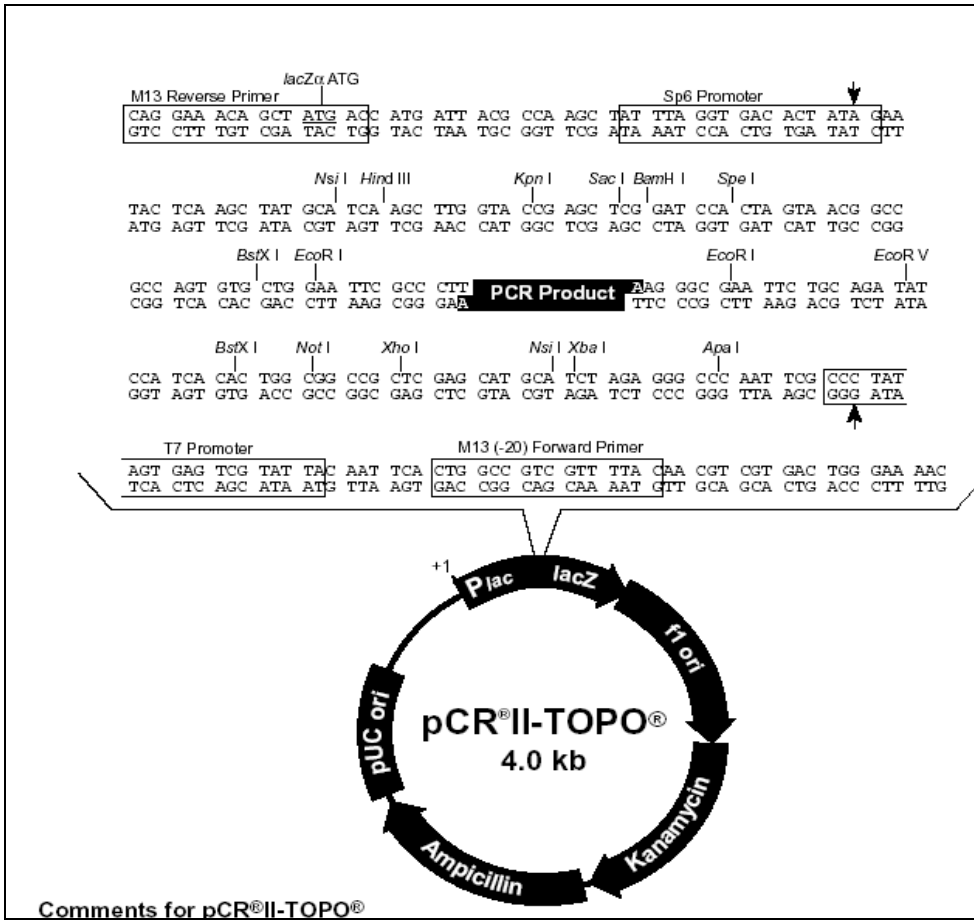 lacZα ATG
M13 Reverse Primer
Sp6 Promoter
CAG GAA ACA GCT ATG ACC ATG ATT ACG CCA AGC TAT TTA GGT GAC ACT ATA GAA
GTC CTT TGT CGA TAC TGG TAC TAA TGC GGT TCG ATA AAT CCA CTG TGA TAT CTT
Nsi I Hind III Kpn I Sac I BamH I Spe I
TAC TCA AGC TAT GCA TCA AGC TTG GTA CCG AGC TCG GAT CCA CTA GTA ACG GCC
ATG AGT TCG ATA CGT AGT TCG AAC CAT GGC TCG AGC CTA GGT GAT CAT TGC CGG
BstX I EcoR I EcoR I EcoR V
GCC AGT GTG CTG GAA TTC GCC CTT PCR Product AAG GGC GAA TTC TGC AGA TAT
CGG TCA CAC GAC CTT AAG CGG GAA TTC CCG CTT AAG ACG TCT ATA
BstX I Not I Xho I Nsi I Xba I Apa I
CCA TCA CAC TGG CGG CCG CTC GAG CAT GCA TCT AGA GGG CCC AAT TCG CCC TAT
GGT AGT GTG ACC GCC GGC GAG CTC GTA CGT AGA TCT CCC GGG TTA AGC GGG ATA
T7 Promoter M13 (-20) Forward Primer
AGT GAG TCG TAT TAC AAT TCA CTG GCC GTC GTT TTA CAA CGT CGT GAC TGG GAA AAC
TCA CTC AGC ATA ATG TTA AGT GAC CGG CAG CAA AAT GTT GCA GCA CTG ACC CTT TTG
+1
Plac lacZ
f1 ori
pUC ori
pCR®II-TOPO®
4.0 kb
Kanamycin
Ampicillin
Comments for pCR®II-TOPO®